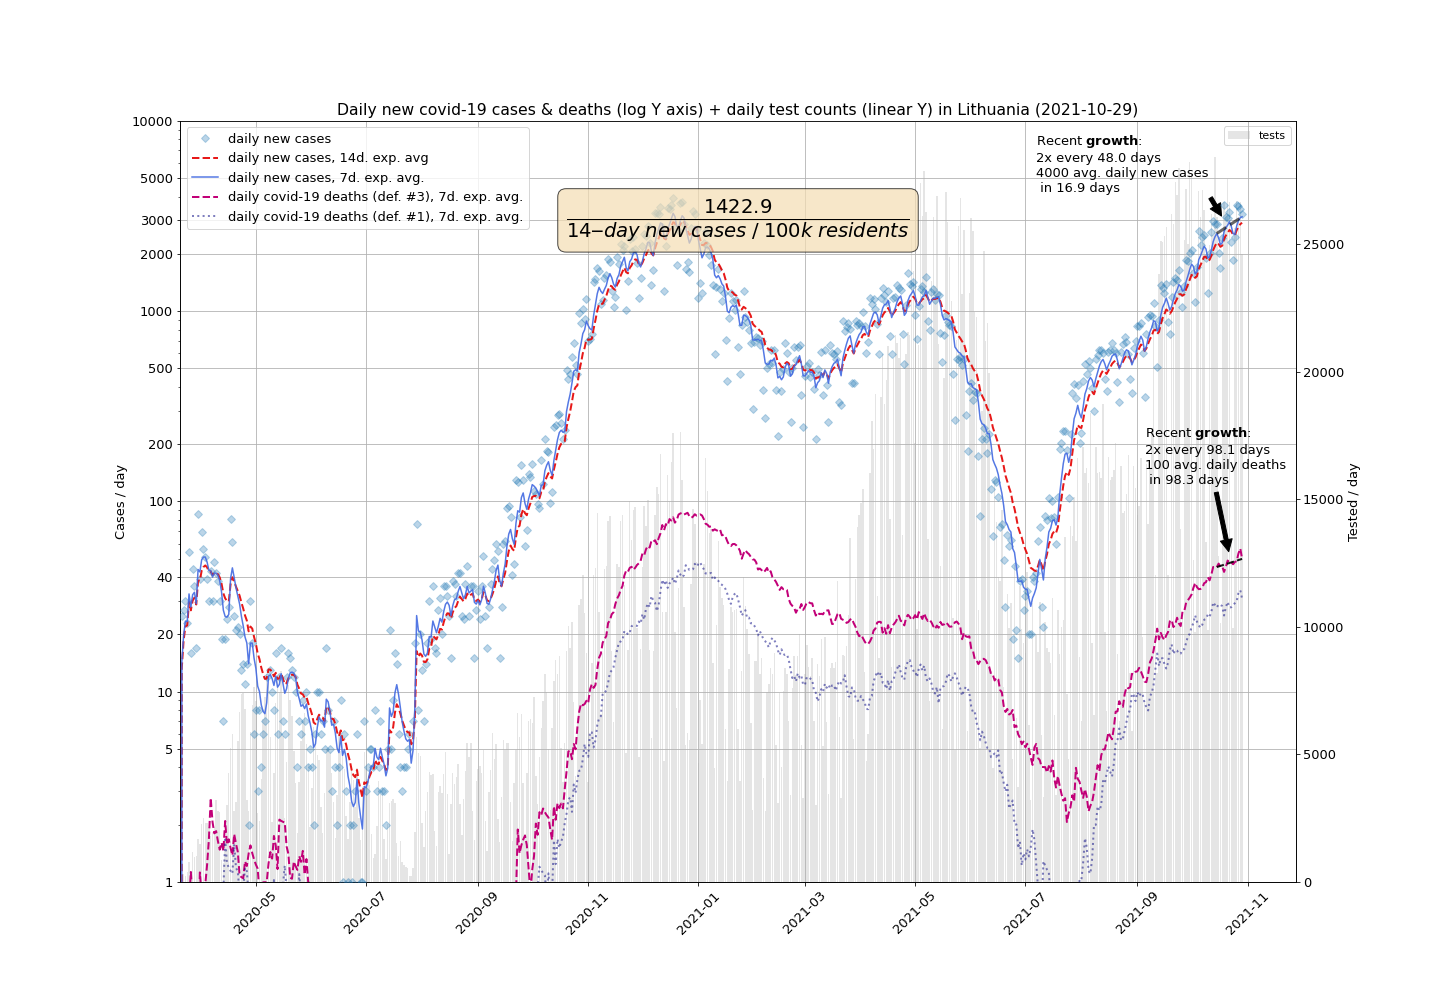 Daily new covid-19 cases & deaths (log Y axis) + daily test counts (linear Y) in Lithuania (2021-10-29)
daily new cases
daily new cases, 14d. exp. avg
daily new cases, 7d. exp. avg.
daily covid-19 deaths (def. #3), 7d. exp. avg.
daily covid-19 deaths (def. #1), 7d. exp. avg.
1422.9
14–day new cases / 100k residents
Recent growth:
2x every 48.0 days
4000 avg. daily new cases
in 16.9 days
tests
Recent growth:
2x every 98.1 days
100 avg. daily deaths
in 98.3 days
Cases / day
10000
5000
3000
2000
1000
500
200
100
40
20
10
5
1
Tested / day
25000
20000
15000
10000
5000
0
2020-05
2020-07
2020-09
2020-11
2021-01
2021-03
2021-05
2021-07
2021-09
2021-11